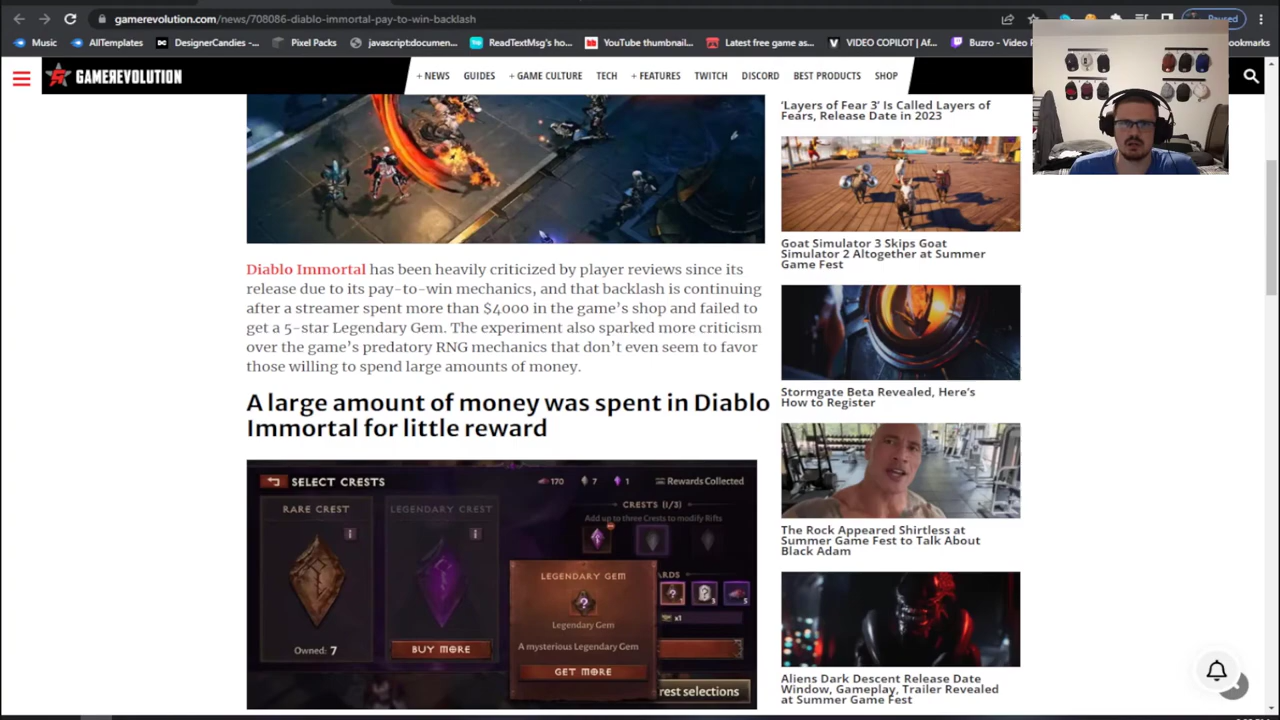 gamerevolution.com/news/708086-diablo-immortal-pay-to-win-backlash
Paused
Music
AllTemplates
DesignerCandies –...
Pixel Packs
javascript:documen...
ReadTextMsg's ho...
YouTube thumbnail...
Latest free game as...
VIDEO COPILOT | Af...
Buzro - Video
okmarks
GAMEREVOLUTION
+ NEWS
GUIDES
+ GAME CULTURE
TECH
+ FEATURES
TWITCH
DISCORD
BEST PRODUCTS
SHOP
Diablo Immortal has been heavily criticized by player reviews since its
release due to its pay-to-win mechanics, and that backlash is continuing
after a streamer spent more than $4000 in the game's shop and failed to
get a 5-star Legendary Gem. The experiment also sparked more criticism
over the game's predatory RNG mechanics that don't even seem to favor
those willing to spend large amounts of money.
A large amount of money was spent in Diablo
Immortal for little reward
SELECT CRESTS
170
7
1
Rewards Collected
RARE CREST
LEGENDARY CREST
CRESTS (1/3)
Add up to three Crests to modify Rifts
LEGENDARY GEM
ARDS
Legendary Gem
x1
A mysterious Legendary Gem
Owned: 7
BUY MORE
GET MORE
rest selections
'Layers of Fear 3' Is Called Layers of
Fears, Release Date in 2023
Goat Simulator 3 Skips Goat
Simulator 2 Altogether at Summer
Game Fest
Stormgate Beta Revealed, Here's
How to Register
The Rock Appeared Shirtless at
Summer Game Fest to Talk About
Black Adam
Aliens Dark Descent Release Date
Window, Gameplay, Trailer Revealed
at Summer Game Fest